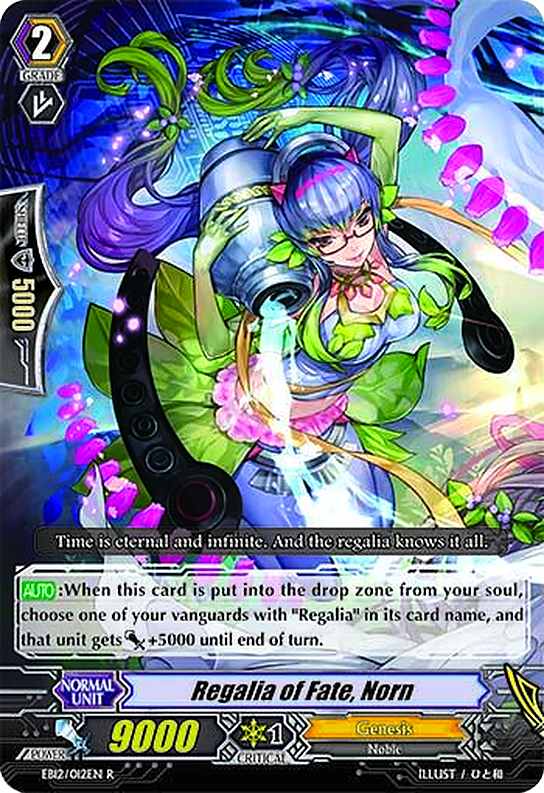 2
GRADE
SHIELD
5000
Time is eternal and infinite. And the regalia knows it all.
AUTO:When this card is put into the drop zone from your soul,
choose one of your vanguards with "Regalia" in its card name, and
that unit gets +5000 until end of turn.
NORMAL
UNIT
Regalia of Fate, Norn
POWER
9000
1
CRITICAL
Genesis
Noble
EB12/012EN R
ILLUST / ひと和